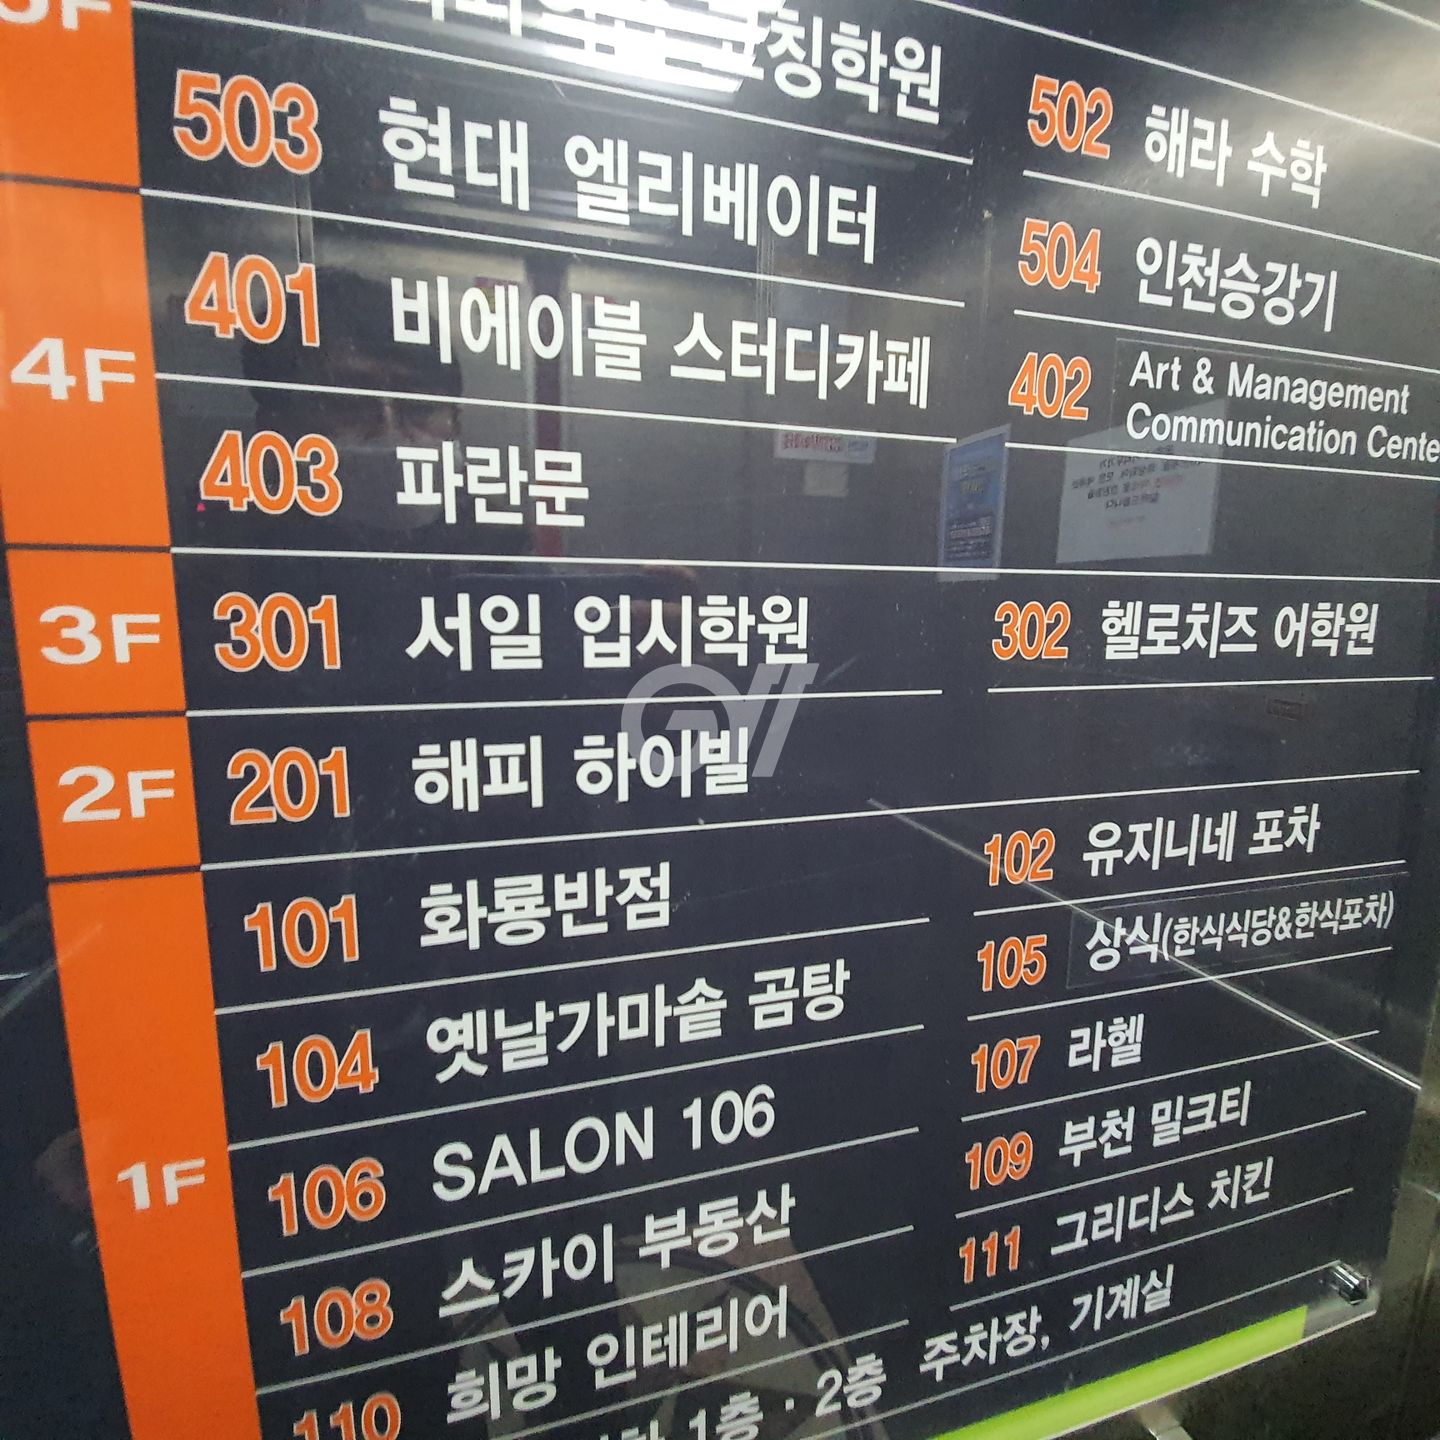 5F
칭학원
503 현대 엘리베이터
502 해라 수학
504 인천승강기
4F
401 비에이블 스터디카페
402 Art & Management
Communication Cente
403 파란문
3F
301 서일 입시학원
302 헬로치즈 어학원
2F
201 해피 하이빌
1F
101 화룡반점
102 유지니네 포차
104 옛날가마솥 곰탕
105 상식(한식식당&한식포차)
106 SALON 106
107 라헬
108 스카이 부동산
109 부천 밀크티
110 희망 인테리어
111 그리디스 치킨
1층 · 2층 주차장, 기계실